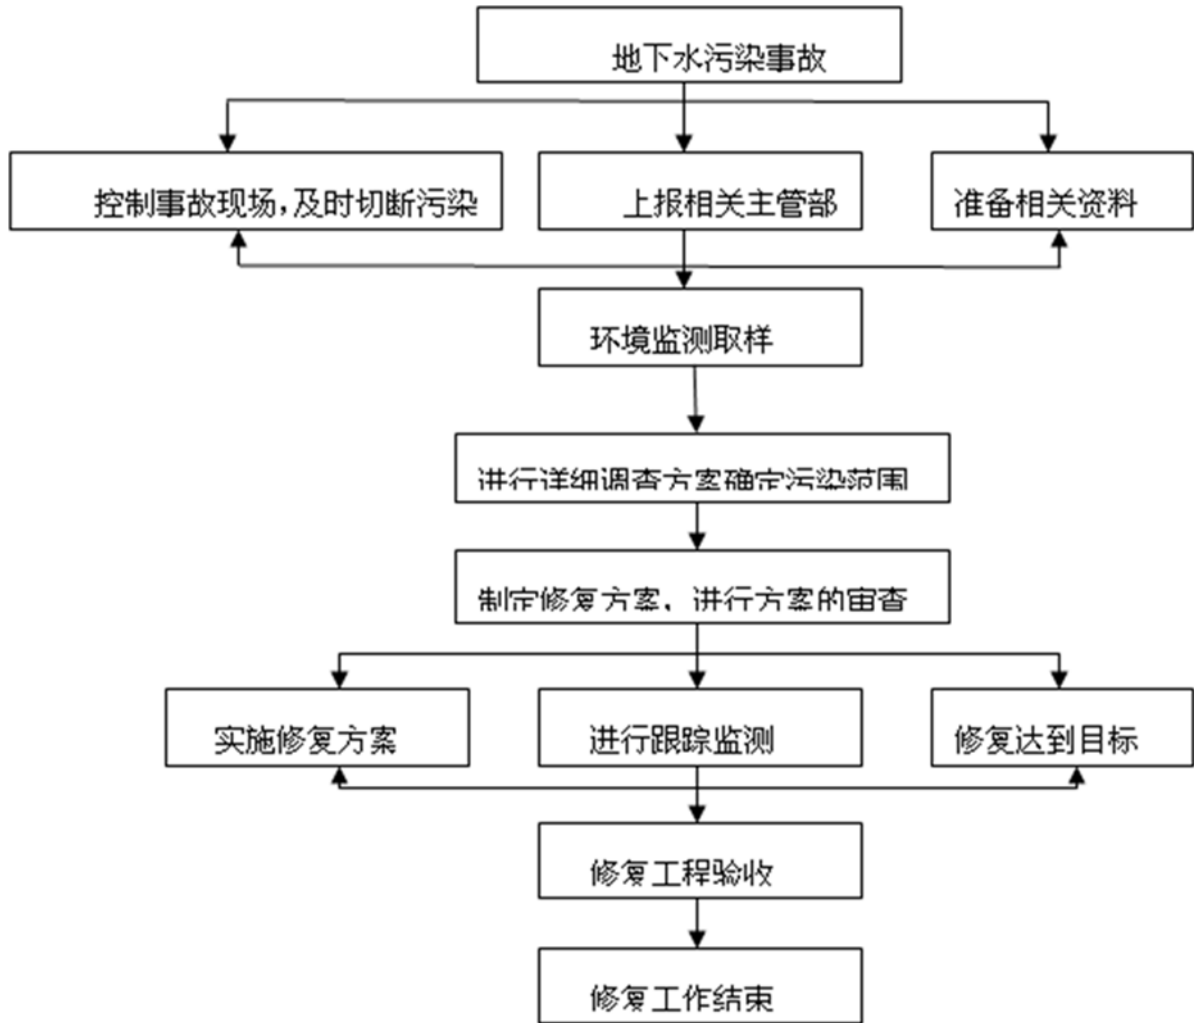 地下水污染事故
控制事故现场,及时切断污染
上报相关主管部
准备相关资料
环境监测取样
进行详细调查方案确定污染范围
制定修复方案，进行方案的审查
实施修复方案
进行跟踪监测
修复达到目标
修复工程验收
修复工作结束